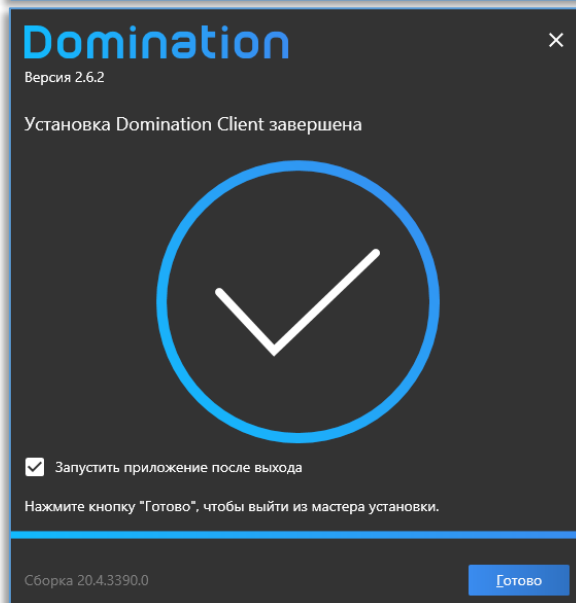 Domination
Версия 2.6.2
Установка Domination Client завершена
Запустить приложение после выхода
Нажмите кнопку "Готово", чтобы выйти из мастера установки.
Сборка 20.4.3390.0
Готово